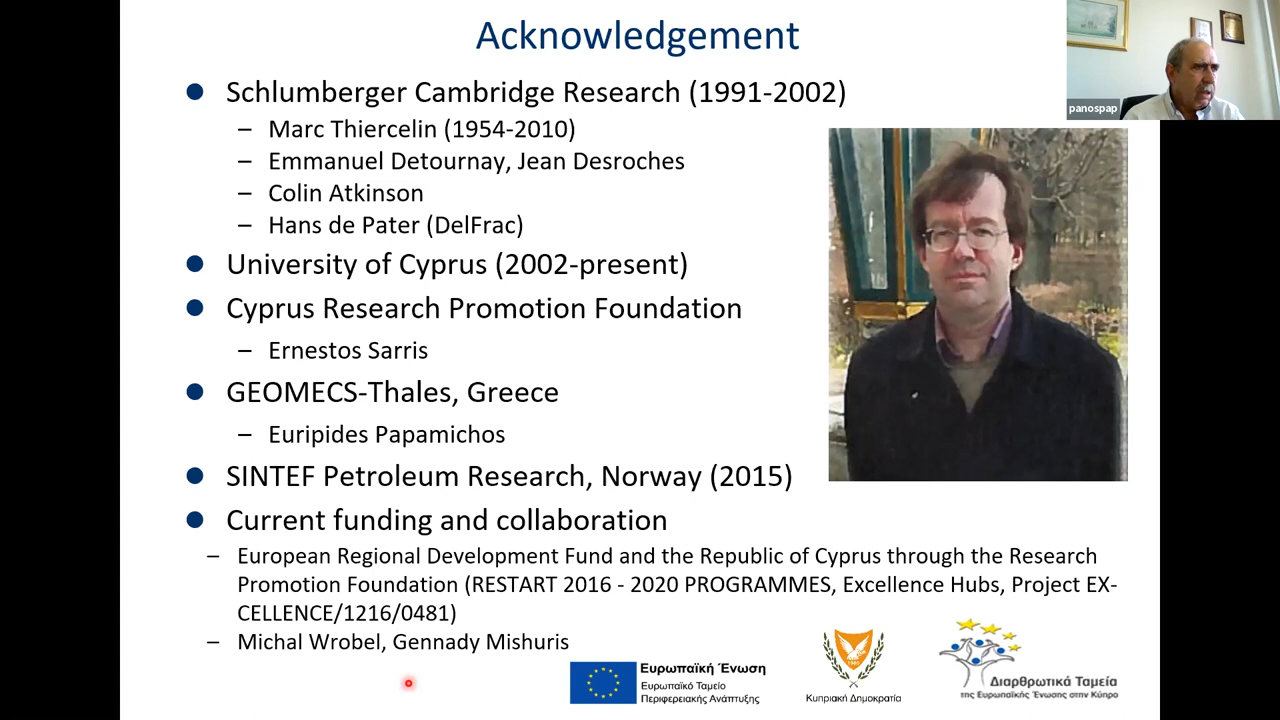 Acknowledgement
panospap
Schlumberger Cambridge Research (1991-2002)
– Marc Thiercelin (1954-2010)
– Emmanuel Detournay, Jean Desroches
– Colin Atkinson
– Hans de Pater (DelFrac)
University of Cyprus (2002-present)
Cyprus Research Promotion Foundation
– Ernestos Sarris
GEOMECS-Thales, Greece
– Euripides Papamichos
SINTEF Petroleum Research, Norway (2015)
Current funding and collaboration
– European Regional Development Fund and the Republic of Cyprus through the Research
Promotion Foundation (RESTART 2016 - 2020 PROGRAMMES, Excellence Hubs, Project EX-
CELLENCE/1216/0481)
– Michal Wrobel, Gennady Mishuris
Ευρωπαϊκή Ένωση
Ευρωπαϊκό Ταμείο
Περιφερειακής Ανάπτυξης
Κυπριακή Δημοκρατία
Διαρθρωτικά Ταμεία
της Ευρωπαϊκής Ένωσης στην Κύπρο